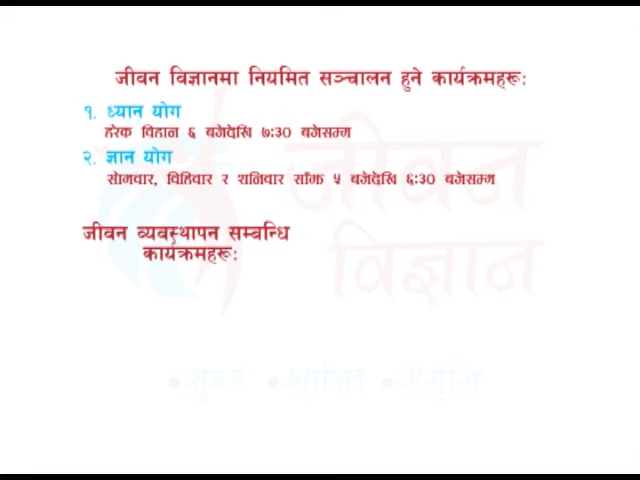 जीवन विज्ञानमा नियमित सञ्चालन हुने कार्यक्रमहरू:
१. ध्यान योग
हरेक विहान ६ बजेदेखि ७:३० बजेसम्म
२. ज्ञान योग
सोमवार, विहिवार र शनिवार साँझ ५ बजेदेखि ६:३० बजेसम्म
जीवन व्यवस्थापन सम्बन्धि
कार्यक्रमहरू:
जीवन
विज्ञान
•सुख •शान्ति •समृद्धि